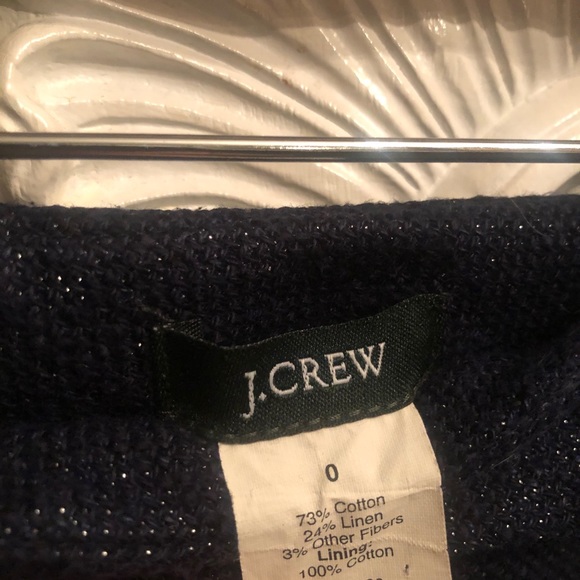 J.CREW
0
73% Cotton
24% Linen
3% Other Fibers
Lining:
100% Cotton